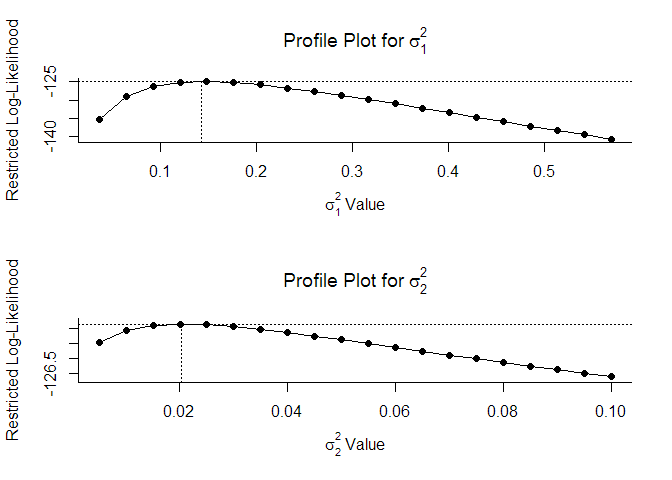 Profile Plot for σ₁²
Restricted Log-Likelihood
-125
-140
0.1 0.2 0.3 0.4 0.5
σ₁² Value
Profile Plot for σ₂²
Restricted Log-Likelihood
-126.5
0.02 0.04 0.06 0.08 0.10
σ₂² Value